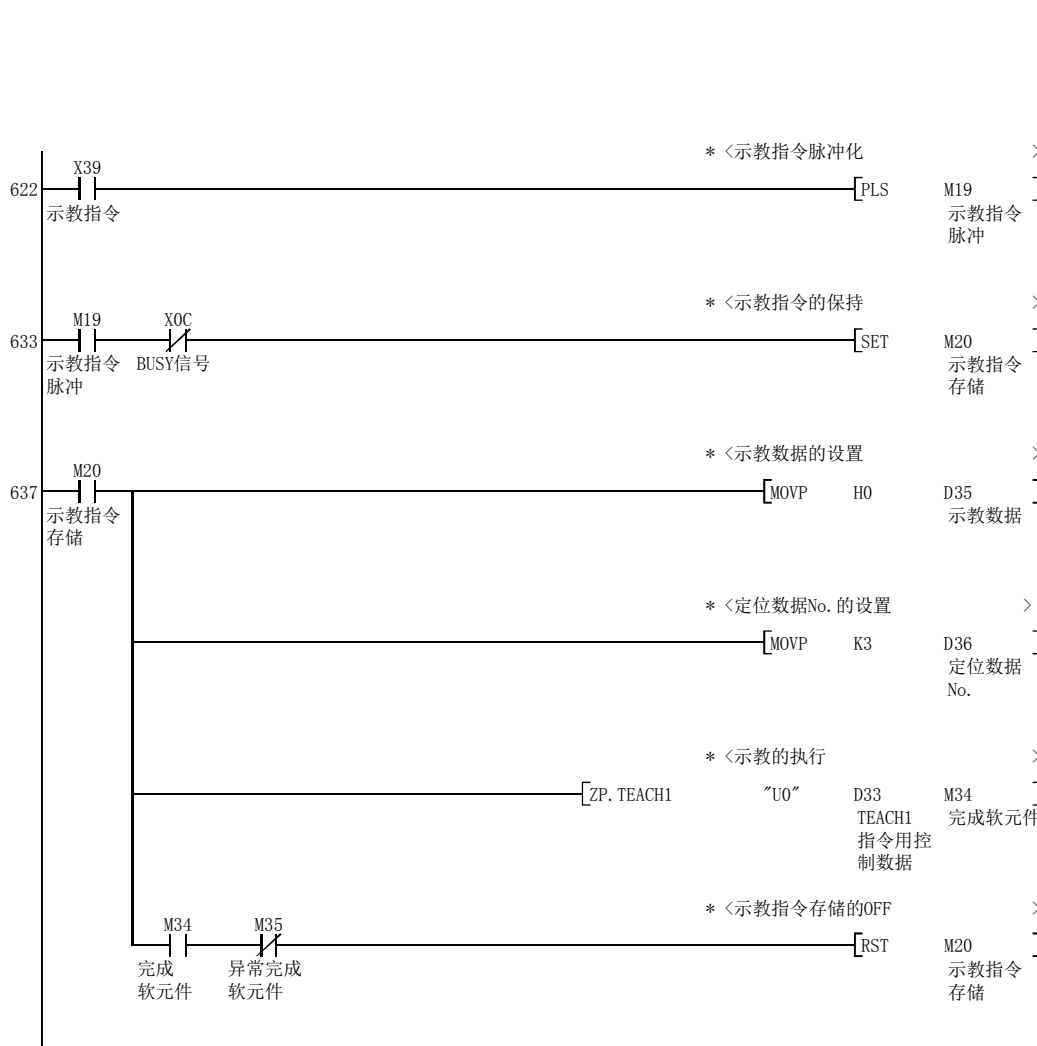 * <示教指令脉冲化 >
X39
622 [PLS M19
示教指令 示教指令
脉冲
* <示教指令的保持 >
M19 X0C
633 [SET M20
示教指令 BUSY信号 示教指令
脉冲 存储
* <示教数据的设置 >
M20
637 [MOVP H0 D35
示教指令 示教数据
存储
* <定位数据No.的设置 >
[MOVP K3 D36
定位数据
No.
* <示教的执行 >
[ZP.TEACH1 "U0" D33 M34
TEACH1 完成软元件
指令用控
制数据
* <示教指令存储的OFF >
M34 M35
[RST M20
完成 异常完成 示教指令
软元件 软元件 存储